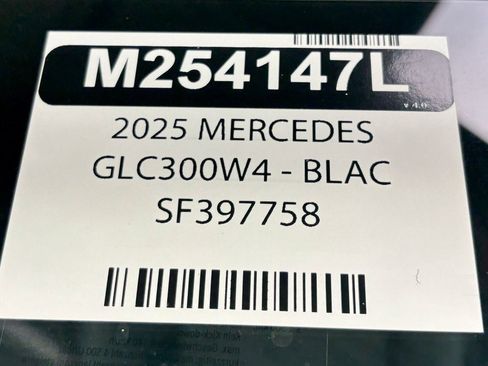 M254147L
v 4.0
2025 MERCEDES
GLC300W4 - BLAC
SF397758